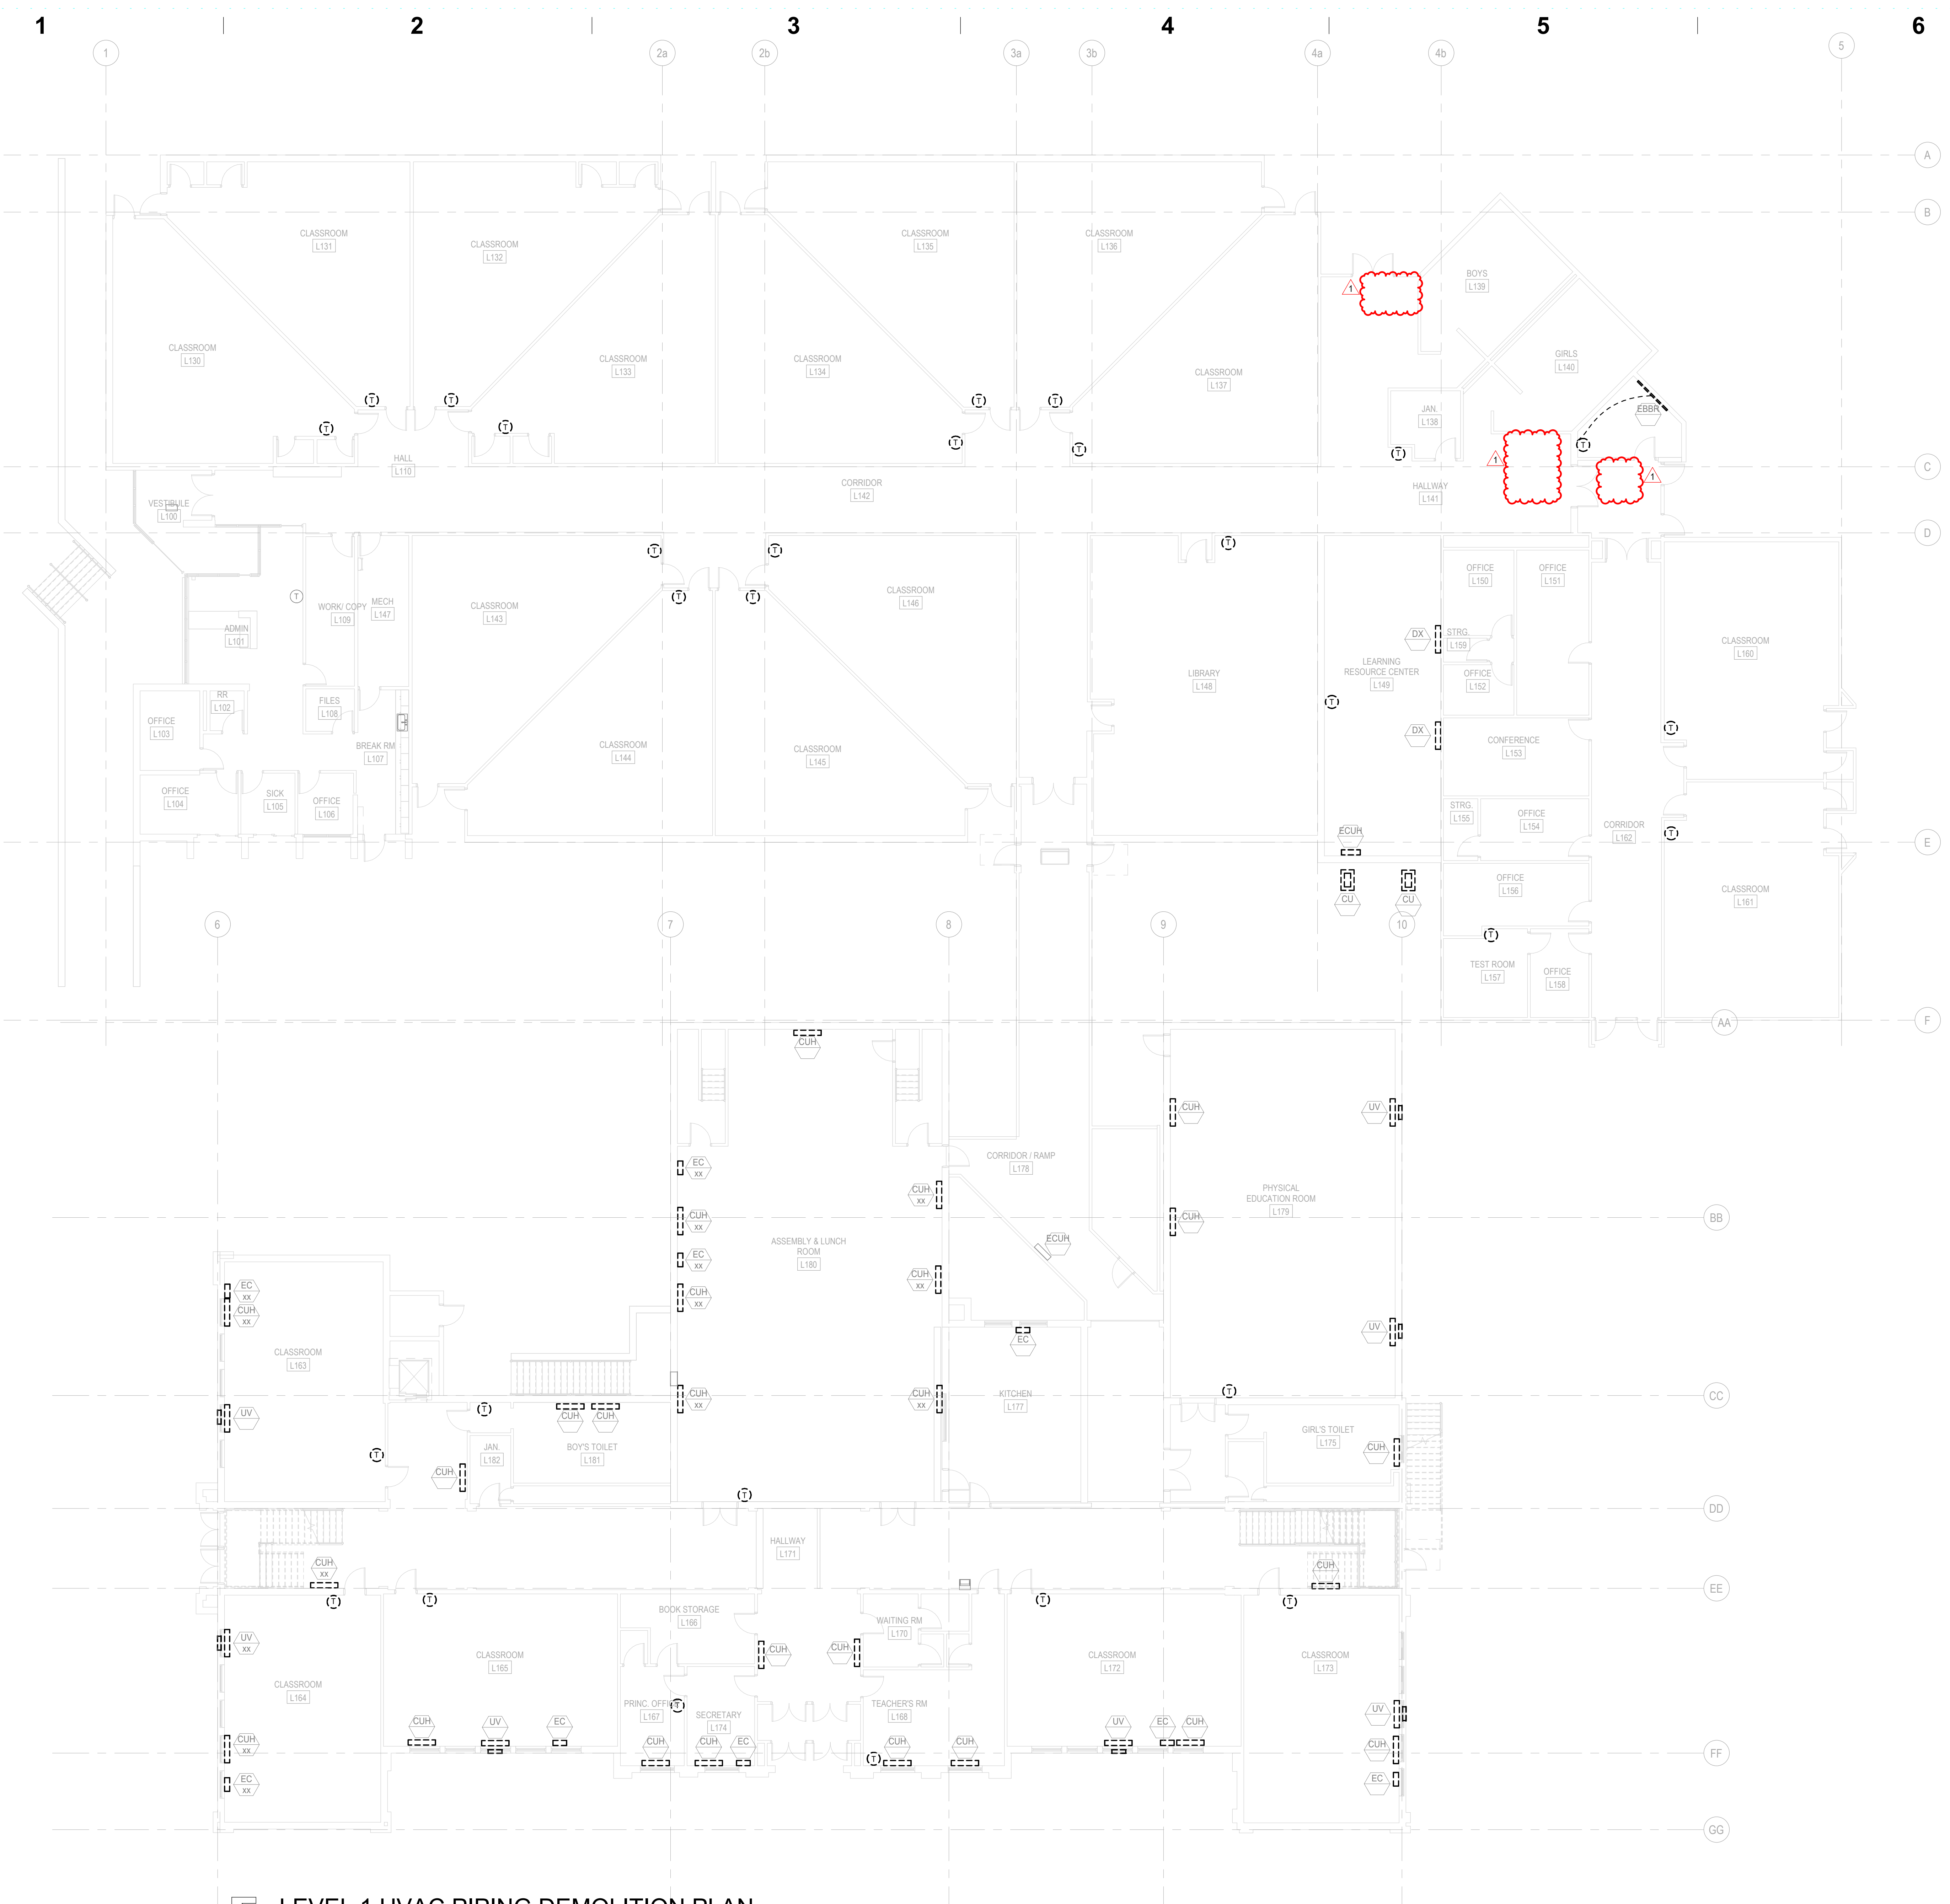 1 2 3 4 5 6
1 2a 2b 3a 3b 4a 4b 5
A
B
CLASSROOM
L131
CLASSROOM
L132
CLASSROOM
L135
CLASSROOM
L136
BOYS
L139
1
CLASSROOM
L130
CLASSROOM
L133
CLASSROOM
L134
CLASSROOM
L137
GIRLS
L140
T T T T
EBBR
JAN.
L138
T T T T T T
1
HALL
L110
C
1
CORRIDOR
L142
HALLWAY
L141
VESTIBULE
L100
D
T T T
OFFICE
L150
OFFICE
L151
T
WORK/ COPY
L109
MECH
L147
CLASSROOM
L143
T T
CLASSROOM
L146
ADMIN
L101
DX
STRG.
L159
CLASSROOM
L160
LEARNING
RESOURCE CENTER
L149
LIBRARY
L148
OFFICE
L152
RR
L102
FILES
L108
T
OFFICE
L103
BREAK RM
L107
CLASSROOM
L144
CLASSROOM
L145
DX
CONFERENCE
L153
T
OFFICE
L104
SICK
L105
OFFICE
L106
STRG.
L155
OFFICE
L154
CORRIDOR
L162
T
ECUH
E
CU CU
OFFICE
L156
CLASSROOM
L161
6 7 8 9 10
T
TEST ROOM
L157
OFFICE
L158
AA
F
CUH
CUH
UV
CORRIDOR / RAMP
L178
EC
xx
CUH
xx
PHYSICAL
EDUCATION ROOM
L179
CUH
xx
CUH
BB
ASSEMBLY & LUNCH
ROOM
L180
ECUH
EC
xx
CUH
xx
EC
xx
CUH
xx
CUH
xx
UV
EC
CLASSROOM
L163
CUH
xx
CUH
xx
KITCHEN
L177
T
CC
UV
T
CUH CUH
GIRL'S TOILET
L175
T
JAN.
L182
BOY'S TOILET
L181
CUH
CUH
T
DD
HALLWAY
L171
CUH
xx
CUH
EE
T T T T
BOOK STORAGE
L166
WAITING RM
L170
UV
xx
CUH CUH
CLASSROOM
L165
CLASSROOM
L172
CLASSROOM
L173
CLASSROOM
L164
PRINC. OFFIC
L167
T
TEACHER'S RM
L168
SECRETARY
L174
UV
CUH UV EC
UV EC CUH
CUH
xx
CUH CUH EC
CUH CUH
CUH
T
FF
EC
xx
EC
GG
LEVEL 1 HVAC PIPING DEMOLITION PLAN